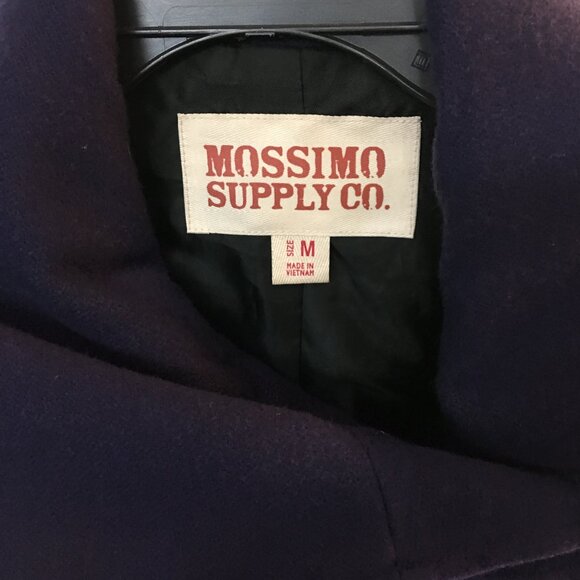 MOSSIMO
SUPPLY CO.
SIZE M
MADE IN
VIETNAM